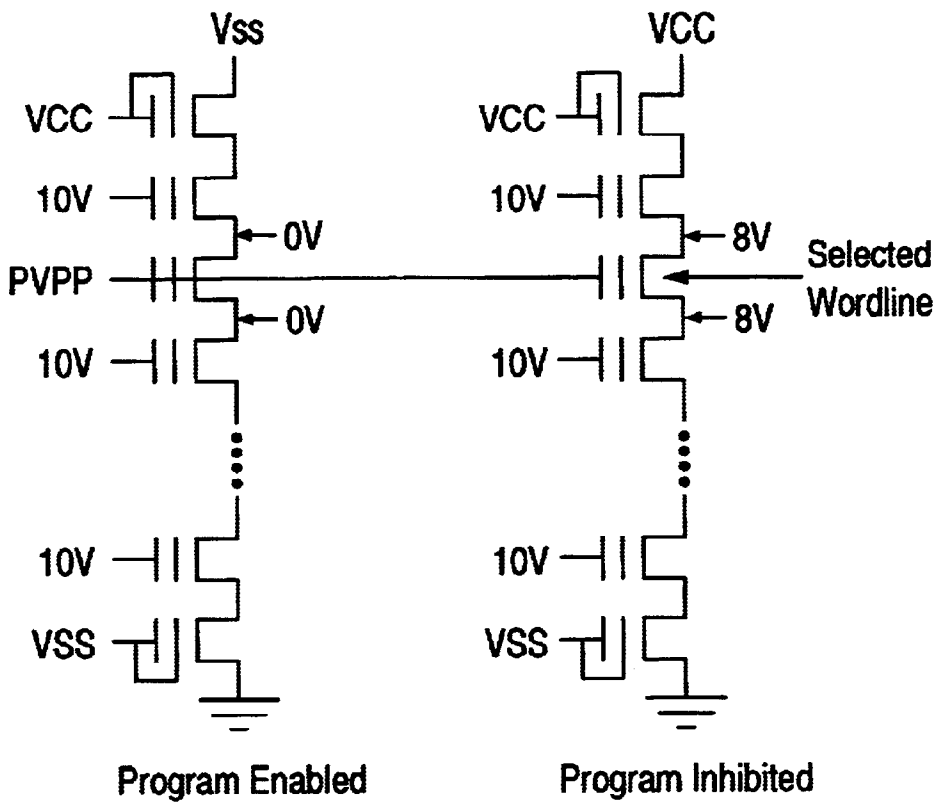 Vss VCC
VCC VCC
10V 10V
0V 8V
PVPP Selected
Wordline
0V 8V
10V 10V
10V 10V
VSS VSS
Program Enabled Program Inhibited